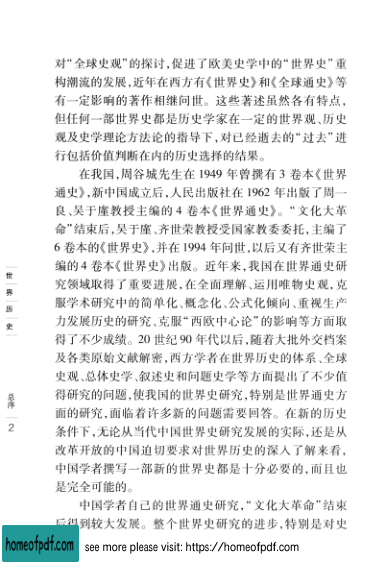 对“全球史观”的探讨,促进了欧美史学中的“世界史”重
构潮流的发展,近年在西方有《世界史》和《全球通史》等
有一定影响的著作相继问世。这些著述虽然各有特点,
但任何一部世界史都是历史学家在一定的世界观、历史
观及史学理论方法论的指导下,对已经逝去的“过去”进
行包括价值判断在内的历史选择的结果。
在我国,周谷城先生在 1949 年曾撰有 3 卷本《世界
通史》,新中国成立后,人民出版社在 1962 年出版了周一
良、吴于廑教授主编的 4 卷本《世界通史》。“文化大革
命”结束后,吴于廑、齐世荣教授受国家教委委托,主编了
6 卷本的《世界史》,并在 1994 年问世,以后又有齐世荣主
编的 4 卷本《世界史》出版。近年来,我国在世界通史研
究领域取得了重要进展,在全面理解、运用唯物史观,克
服学术研究中的简单化、概念化、公式化倾向、重视生产
力发展历史的研究、克服“西欧中心论”的影响等方面取
得了不少成绩。20 世纪 90 年代以后,随着大批外交档案
及各类原始文献解密,西方学者在世界历史的体系、全球
史观、总体史学、叙述史和问题史学等方面提出了不少值
得研究的问题,使我国的世界史研究,特别是世界通史方
面的研究,面临着许多新的问题需要回答。在新的历史
条件下,无论从当代中国世界史研究发展的实际,还是从
改革开放的中国迫切要求对世界历史的深入了解来看,
中国学者撰写一部新的世界史都是十分必要的,而且也
是完全可能的。
中国学者自己的世界通史研究,“文化大革命”结束
后得到较大发展。整个世界史研究的进步,特别是对史
世界历史
总序
2
homeofpdf.com
see more please visit: https://homeofpdf.com